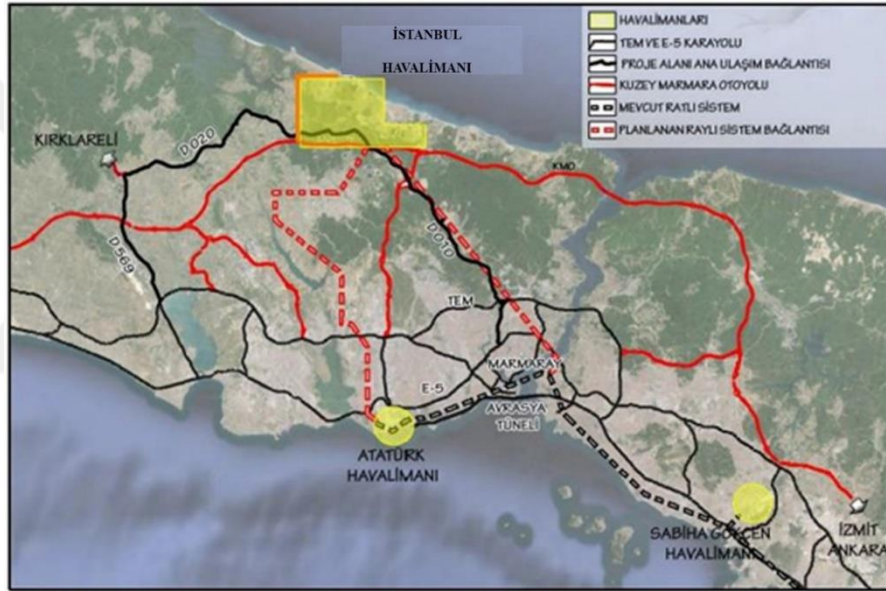 İSTANBUL
HAVALİMANI
HAVALİMANLARI
TEM VE E-5 KARAYOLU
PROJE ALANI ANA ULAŞIM BAĞLANTISI
KUZEY MARMARA OTOYOLU
MEVCUT RAYLI SİSTEM
PLANLANAN RAYLI SİSTEM BAĞLANTISI
KIRKLARELİ
D.020
KMO
D.569
D.010
TEM
MARMARAY
E-5
AVRASYA
TÜNELİ
ATATÜRK
HAVALİMANI
SABİHA GÖKÇEN
HAVALİMANI
İZMİT
ANKARA